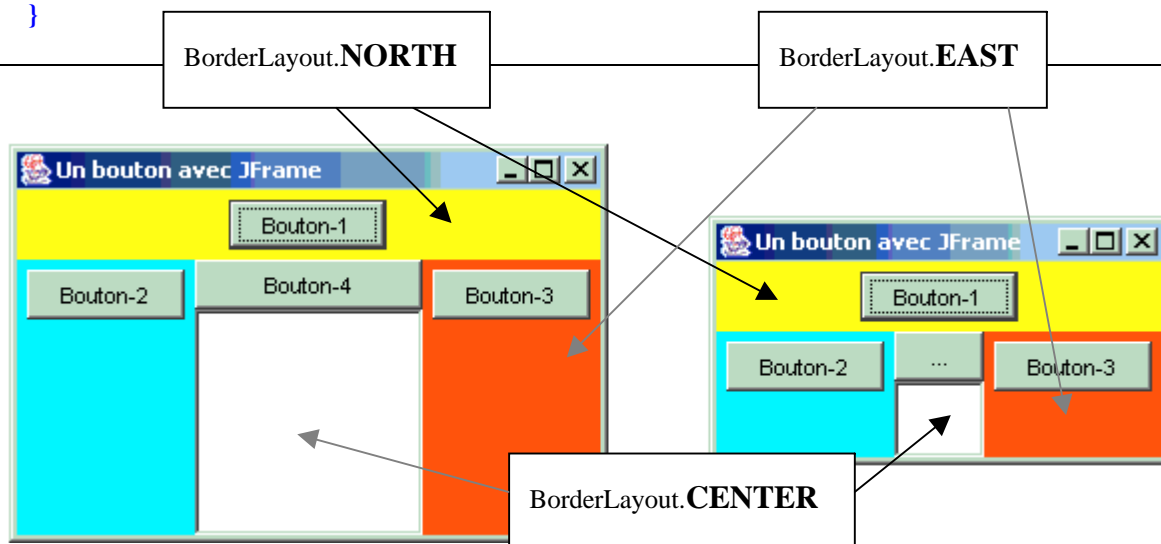 }
BorderLayout.NORTH
BorderLayout.EAST
Un bouton avec JFrame
Bouton-1
Bouton-2
Bouton-4
Bouton-3
Un bouton avec JFrame
Bouton-1
Bouton-2
...
Bouton-3
BorderLayout.CENTER